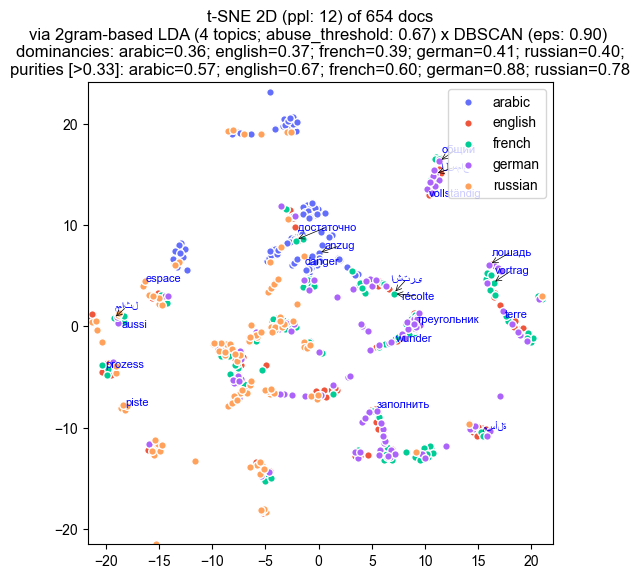 t-SNE 2D (ppl: 12) of 654 docs
via 2gram-based LDA (4 topics; abuse_threshold: 0.67) x DBSCAN (eps: 0.90)
dominancies: arabic=0.36; english=0.37; french=0.39; german=0.41; russian=0.40;
purities [>0.33]: arabic=0.57; english=0.67; french=0.60; german=0.88; russian=0.78
arabic
english
french
german
russian
общий
vollständig
достаточно
anzug
danger
лошадь
vortrag
espace
اشترى
récolte
terre
треугольник
aussi
wunder
prozess
piste
заполнить
20
10
0
−10
−20
−20
−15
−10
−5
0
5
10
15
20